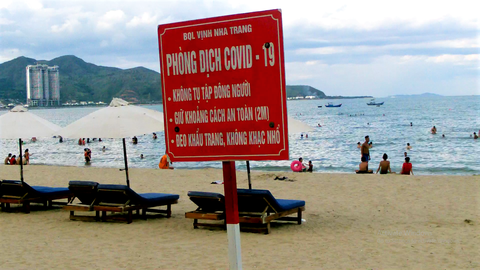 BQL VỊNH NHA TRANG
PHÒNG DỊCH COVID - 19
- KHÔNG TỤ TẬP ĐÔNG NGƯỜI
- GIỮ KHOẢNG CÁCH AN TOÀN (2M)
- ĐEO KHẨU TRANG, KHÔNG KHẠC NHỔ